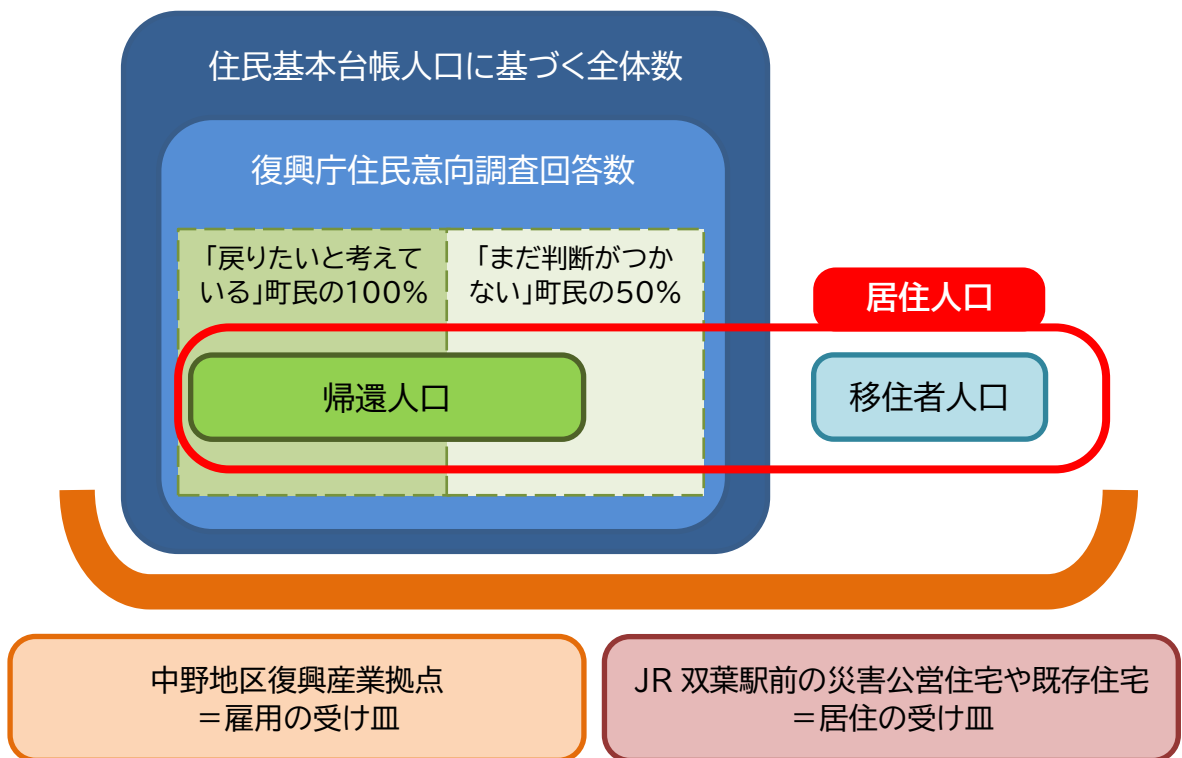 住民基本台帳人口に基づく全体数
復興庁住民意向調査回答数
「戻りたいと考えて
いる」町民の100%
「まだ判断がつか
ない」町民の50%
居住人口
帰還人口
移住者人口
中野地区復興産業拠点
＝雇用の受け皿
JR 双葉駅前の災害公営住宅や既存住宅
＝居住の受け皿